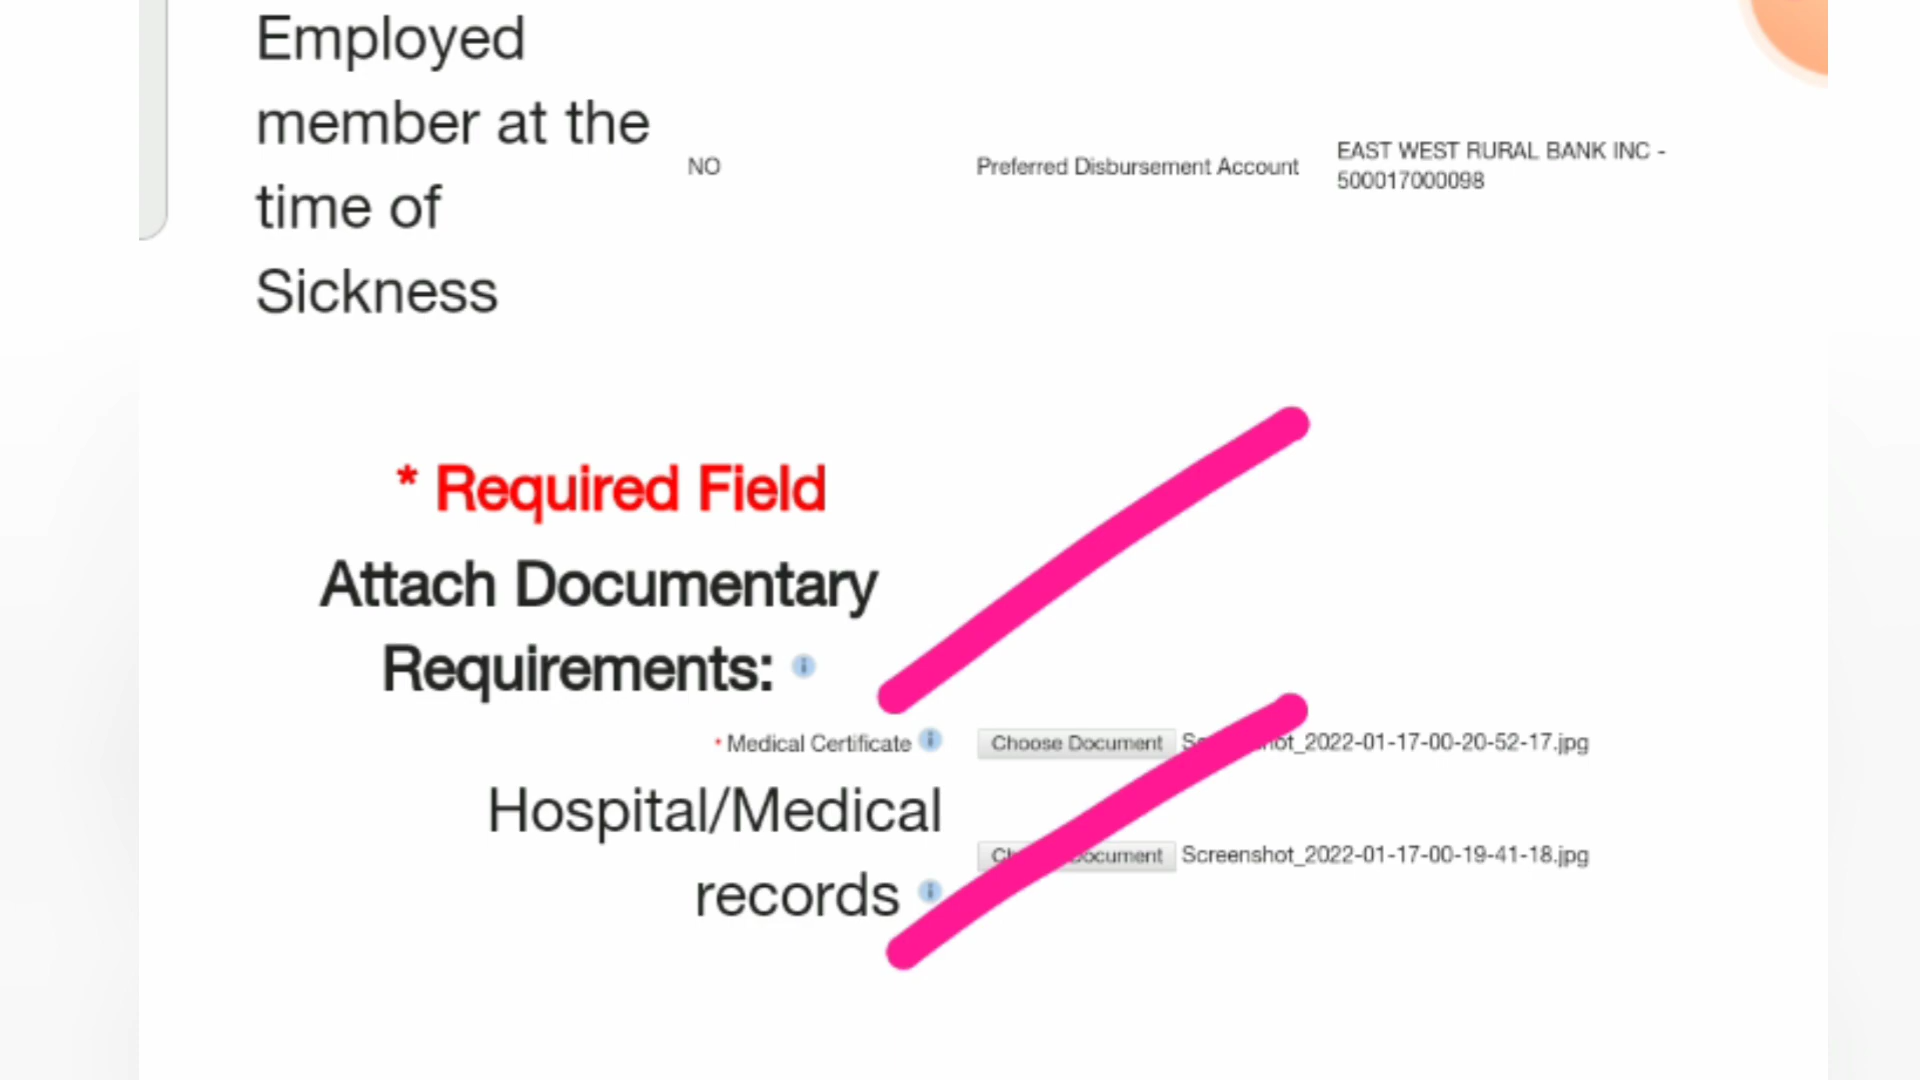 Employed
member at the
time of
Sickness
NO
Preferred Disbursement Account
EAST WEST RURAL BANK INC -
500017000098
* Required Field
Attach Documentary
Requirements:
* Medical Certificate
Choose Document
2022-01-17-00-20-52-17.jpg
Hospital/Medical
records
Screenshot_2022-01-17-00-19-41-18.jpg